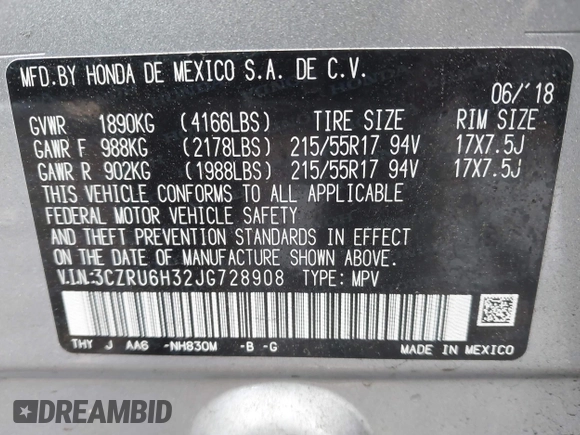 MFD.BY HONDA DE MEXICO S.A. DE C.V.
06/'18
GVWR 1890KG (4166LBS) TIRE SIZE RIM SIZE
GAWR F 988KG (2178LBS) 215/55R17 94V 17X7.5J
GAWR R 902KG (1988LBS) 215/55R17 94V 17X7.5J
THIS VEHICLE CONFORMS TO ALL APPLICABLE
FEDERAL MOTOR VEHICLE SAFETY
AND THEFT PREVENTION STANDARDS IN EFFECT
ON THE DATE OF MANUFACTURE SHOWN ABOVE.
V.I.N.:3CZRU6H32JG728908 TYPE: MPV
THY J AA6 -NH830M -B -G
MADE IN MEXICO
DREAMBID